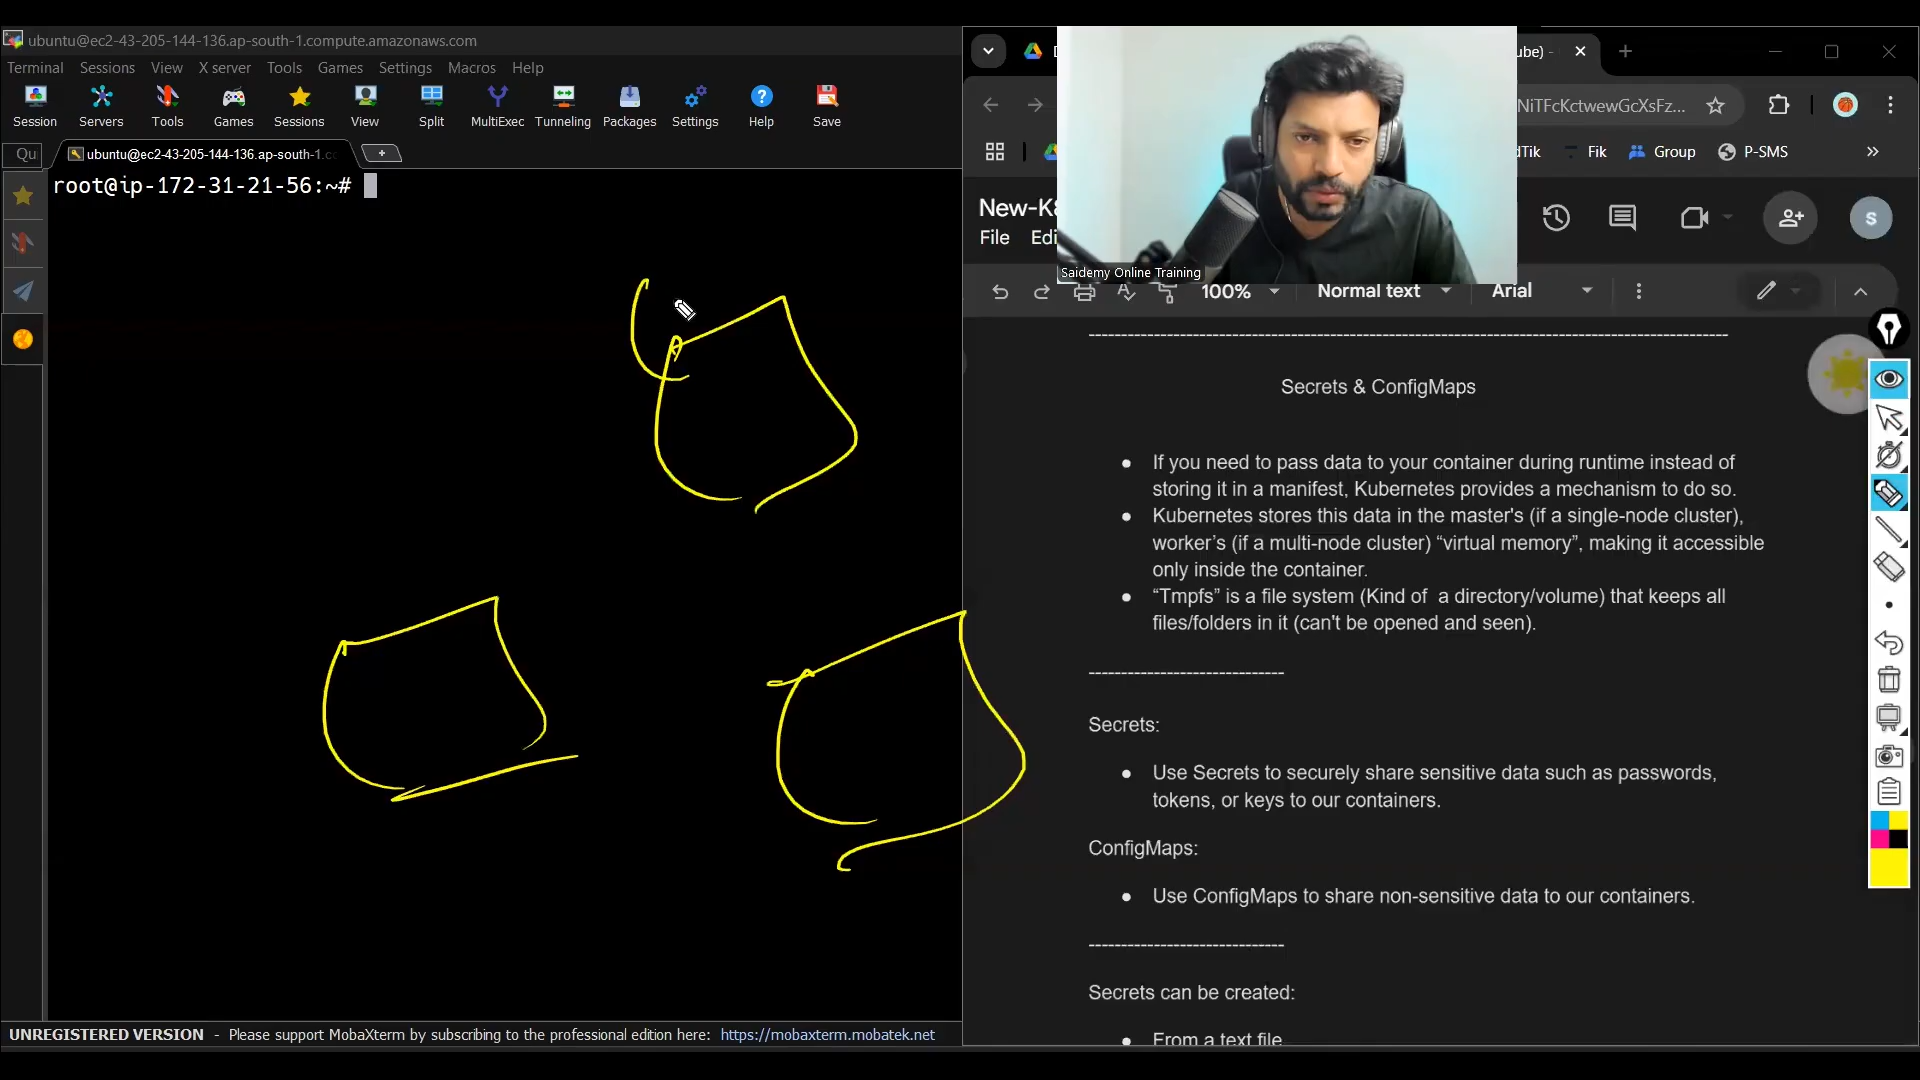 ubuntu@ec2-43-205-144-136.ap-south-1.compute.amazonaws.com
Terminal Sessions View X server Tools Games Settings Macros Help
Session Servers Tools Games Sessions View Split MultiExec Tunneling Packages Settings Help Save
Qu
ubuntu@ec2-43-205-144-136.ap-south-1.cc
root@ip-172-31-21-56:~#
UNREGISTERED VERSION - Please support MobaXterm by subscribing to the professional edition here: https://mobaxterm.mobatek.net
ube) -
NiTFcKctwewGcXsFz...
dTik Fik Group P-SMS
New-K8
File Edi
S
Saidemy Online Training
100% Normal text Arial
--------------------------------------------------------------------------------------------------
Secrets & ConfigMaps
● If you need to pass data to your container during runtime instead of
storing it in a manifest, Kubernetes provides a mechanism to do so.
● Kubernetes stores this data in the master's (if a single-node cluster),
worker’s (if a multi-node cluster) “virtual memory”, making it accessible
only inside the container.
● “Tmpfs” is a file system (Kind of a directory/volume) that keeps all
files/folders in it (can't be opened and seen).
------------------------------
Secrets:
● Use Secrets to securely share sensitive data such as passwords,
tokens, or keys to our containers.
ConfigMaps:
● Use ConfigMaps to share non-sensitive data to our containers.
------------------------------
Secrets can be created:
● From a text file